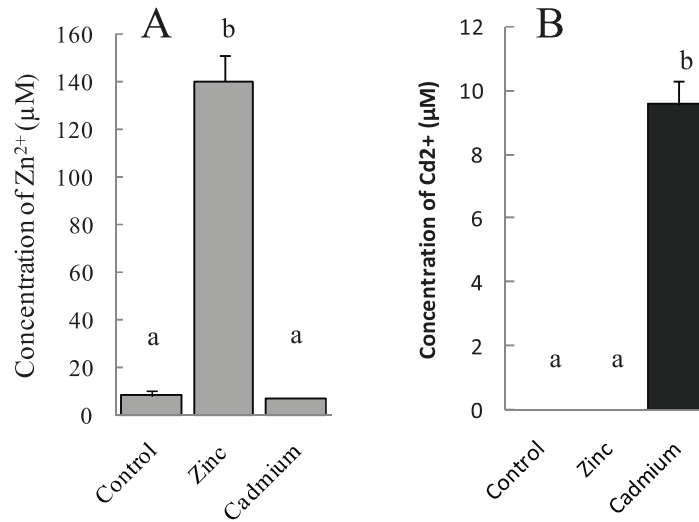 A
Concentration of Zn²⁺ (µM)
160
140
120
100
80
60
40
20
0
a
b
a
Control
Zinc
Cadmium
B
Concentration of Cd2+ (µM)
12
10
8
6
4
2
0
a
a
b
Control
Zinc
Cadmium